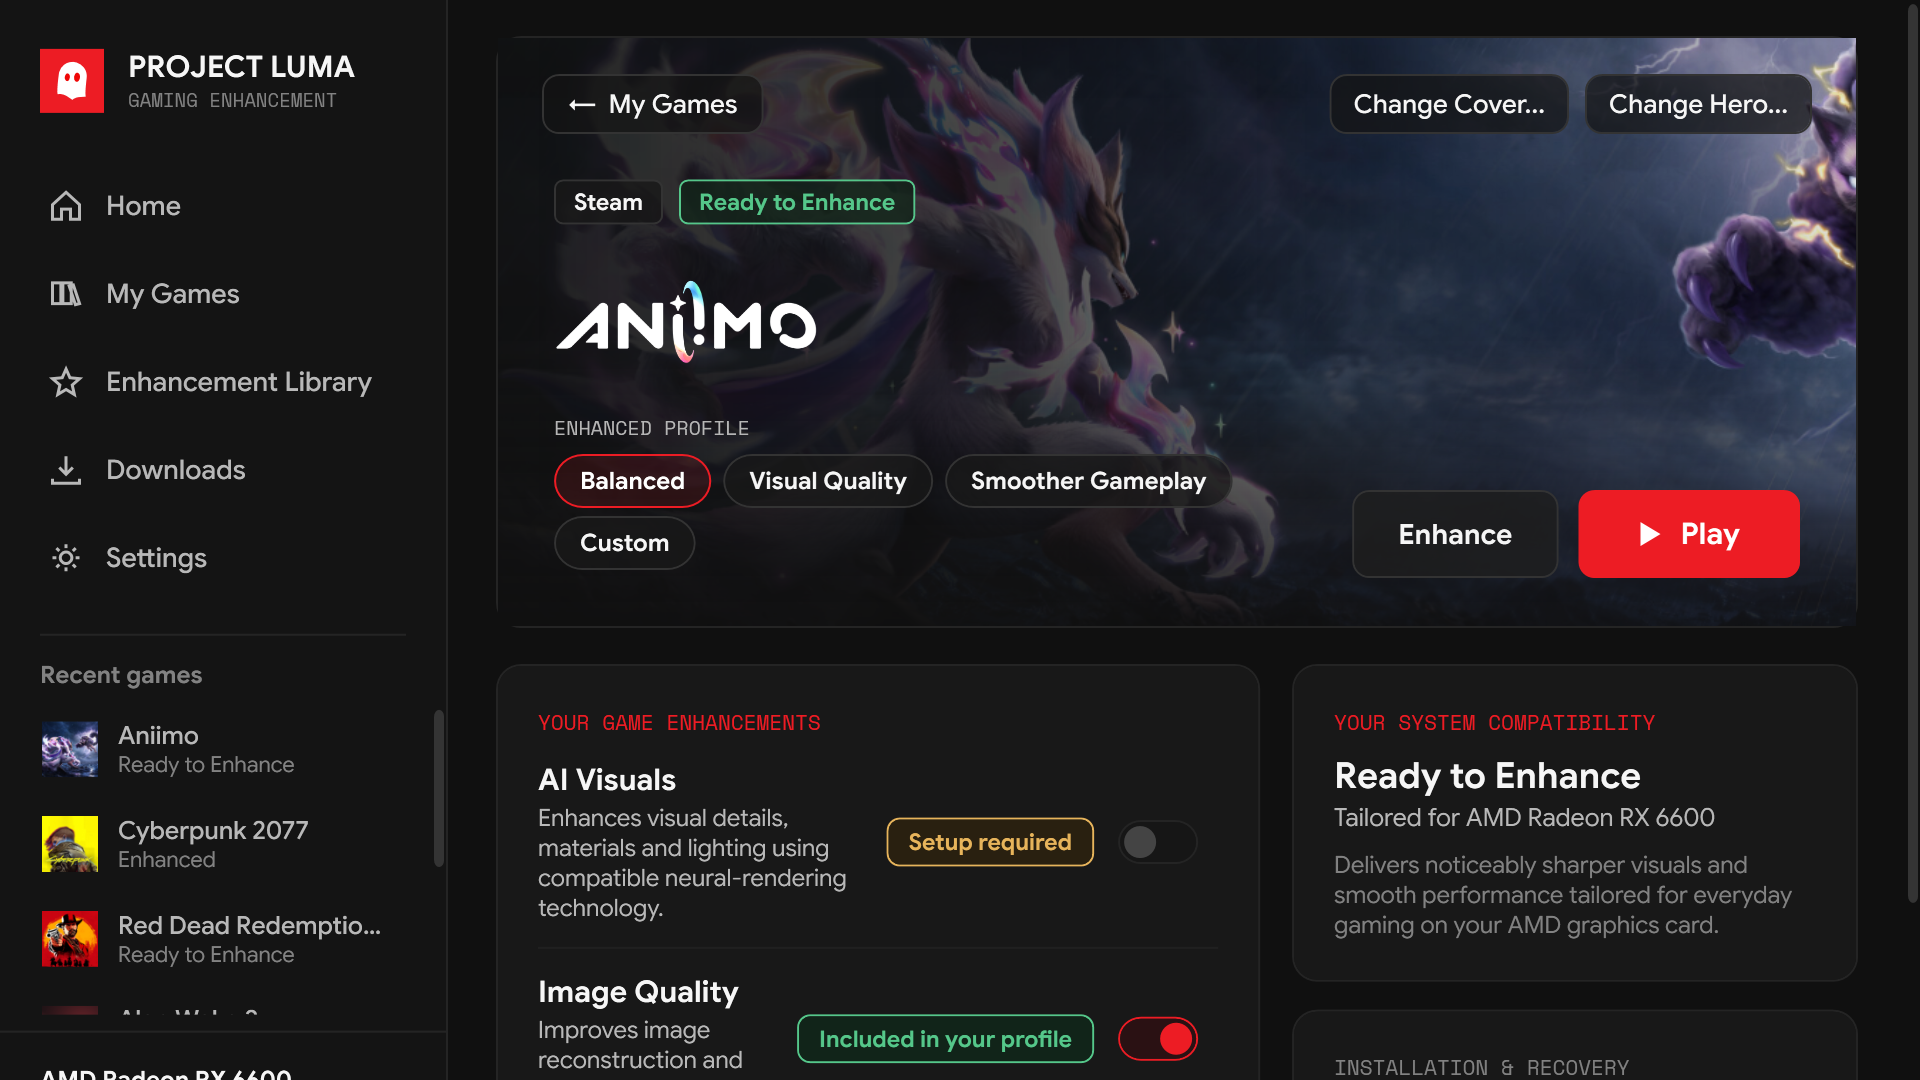 PROJECT LUMA
GAMING ENHANCEMENT
Home
My Games
Enhancement Library
Downloads
Settings
Recent games
Aniimo
Ready to Enhance
Cyberpunk 2077
Enhanced
Red Dead Redemptio...
Ready to Enhance
AMD Radeon RX 6600
← My Games
Change Cover...
Change Hero...
Steam
Ready to Enhance
ANIIMO
ENHANCED PROFILE
Balanced
Visual Quality
Smoother Gameplay
Custom
Enhance
Play
YOUR GAME ENHANCEMENTS
AI Visuals
Enhances visual details,
materials and lighting using
compatible neural-rendering
technology.
Setup required
Image Quality
Improves image
reconstruction and
Included in your profile
YOUR SYSTEM COMPATIBILITY
Ready to Enhance
Tailored for AMD Radeon RX 6600
Delivers noticeably sharper visuals and
smooth performance tailored for everyday
gaming on your AMD graphics card.
INSTALLATION & RECOVERY